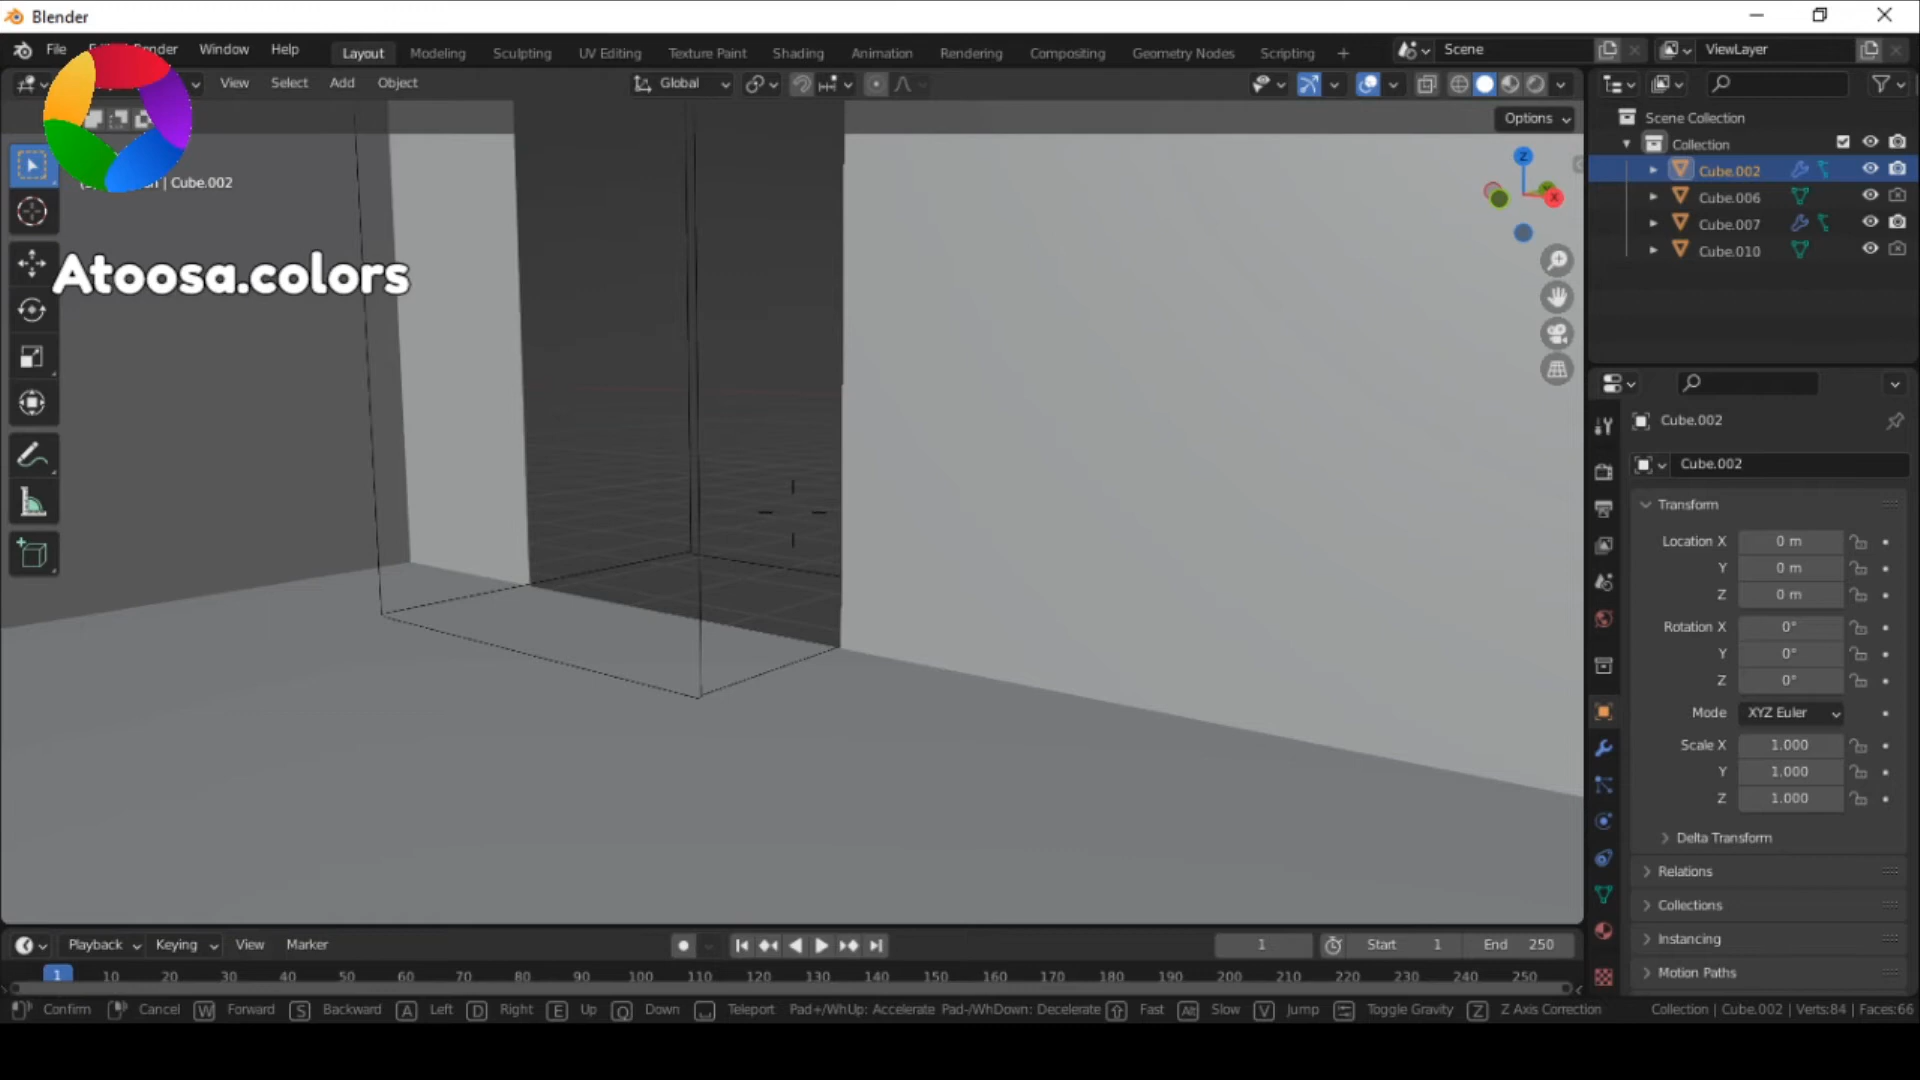 Blender
File
Render
Window
Help
Layout
Modeling
Sculpting
UV Editing
Texture Paint
Shading
Animation
Rendering
Compositing
Geometry Nodes
Scripting
Scene
ViewLayer
View
Select
Add
Object
Global
Options
Cube.002
Atoosa.colors
Z
X
Scene Collection
Collection
Cube.002
Cube.006
Cube.007
Cube.010
Cube.002
Cube.002
Transform
Location X 0 m
Y 0 m
Z 0 m
Rotation X 0°
Y 0°
Z 0°
Mode XYZ Euler
Scale X 1.000
Y 1.000
Z 1.000
Delta Transform
Relations
Collections
Instancing
Motion Paths
Playback
Keying
View
Marker
1
Start 1
End 250
1 10 20 30 40 50 60 70 80 90 100 110 120 130 140 150 160 170 180 190 200 210 220 230 240 250
Confirm Cancel W Forward S Backward A Left D Right E Up Q Down Teleport Pad+/WhUp: Accelerate Pad-/WhDown: Decelerate Fast Alt Slow V Jump Toggle Gravity Z Z Axis Correction Collection | Cube.002 | Verts:84 | Faces:66